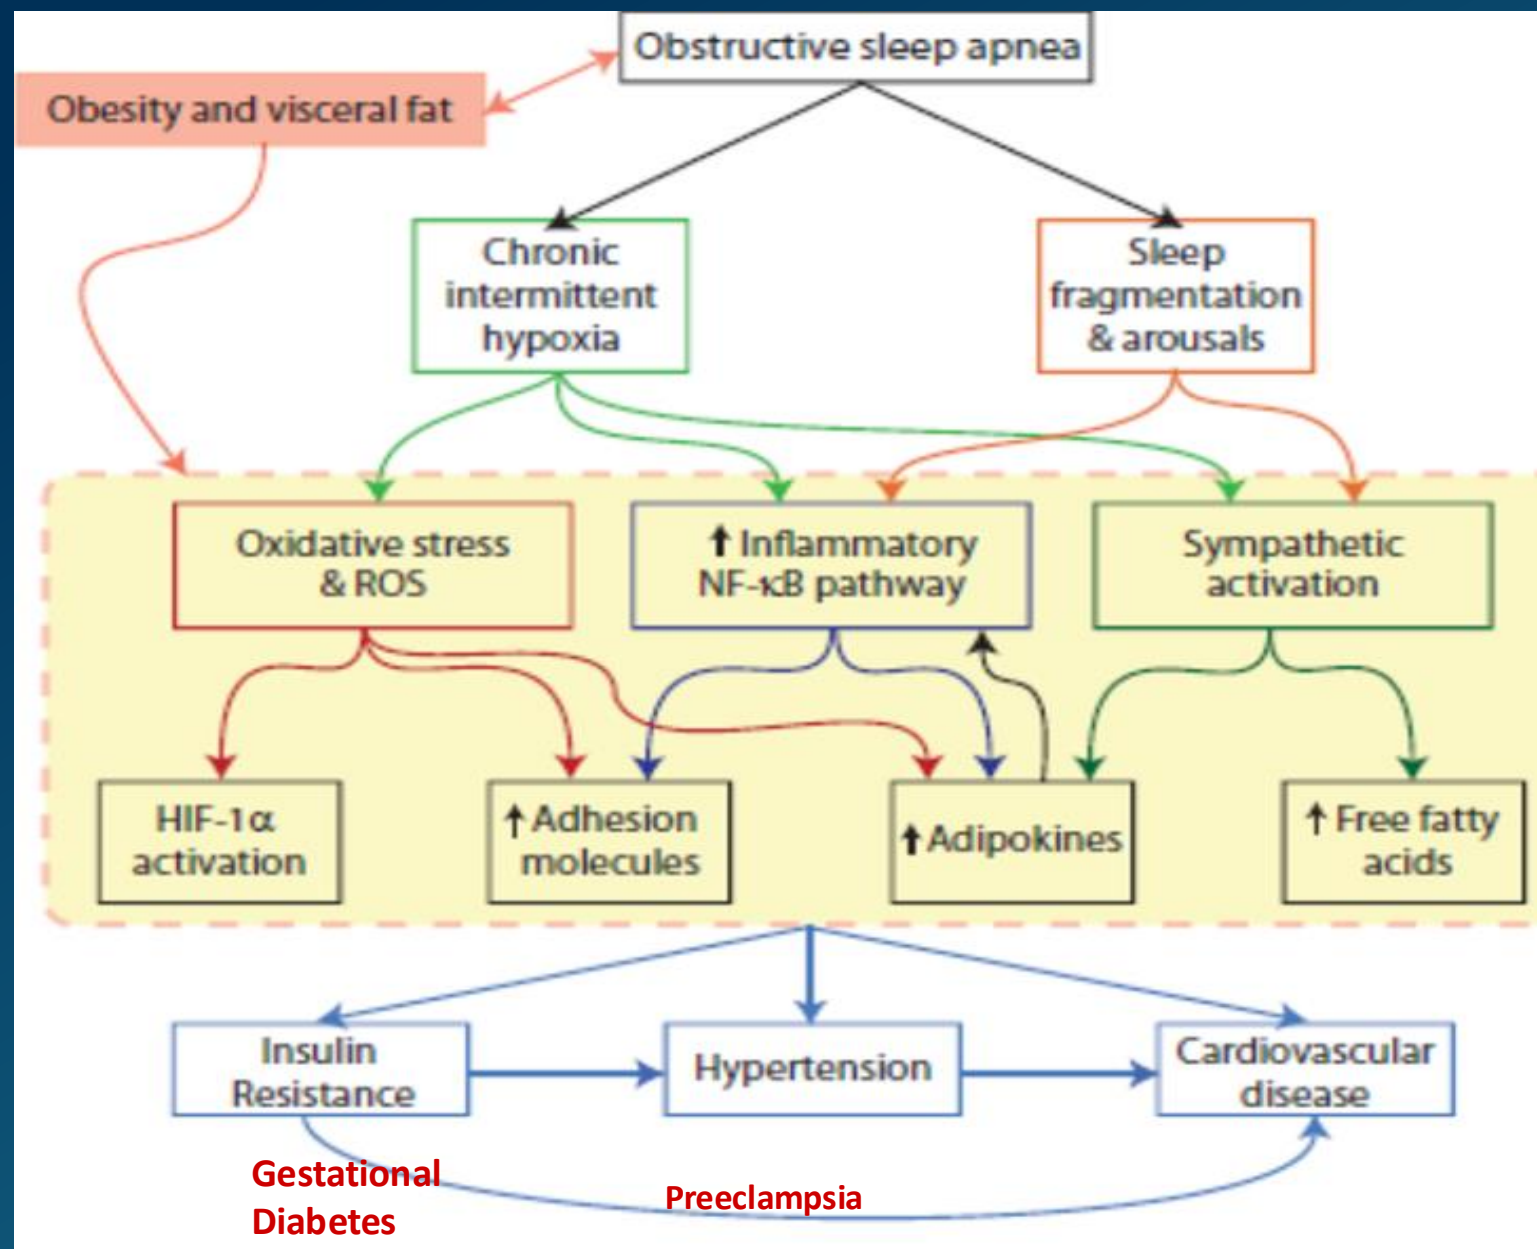 Obstructive sleep apnea
Obesity and visceral fat
Chronic
intermittent
hypoxia
Sleep
fragmentation
& arousals
Oxidative stress
& ROS
↑ Inflammatory
NF-κB pathway
Sympathetic
activation
HIF-1α
activation
↑ Adhesion
molecules
↑ Adipokines
↑ Free fatty
acids
Insulin
Resistance
Hypertension
Cardiovascular
disease
Gestational
Diabetes
Preeclampsia